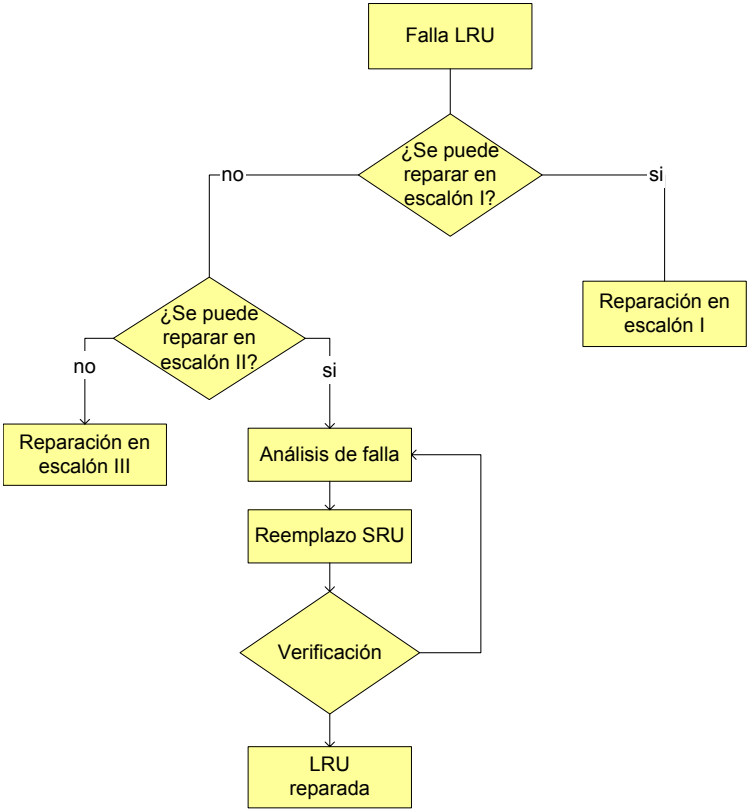 Falla LRU
¿Se puede
reparar en
escalón I?
no
si
Reparación en
escalón I
¿Se puede
reparar en
escalón II?
no
si
Reparación en
escalón III
Análisis de falla
Reemplazo SRU
Verificación
LRU
reparada